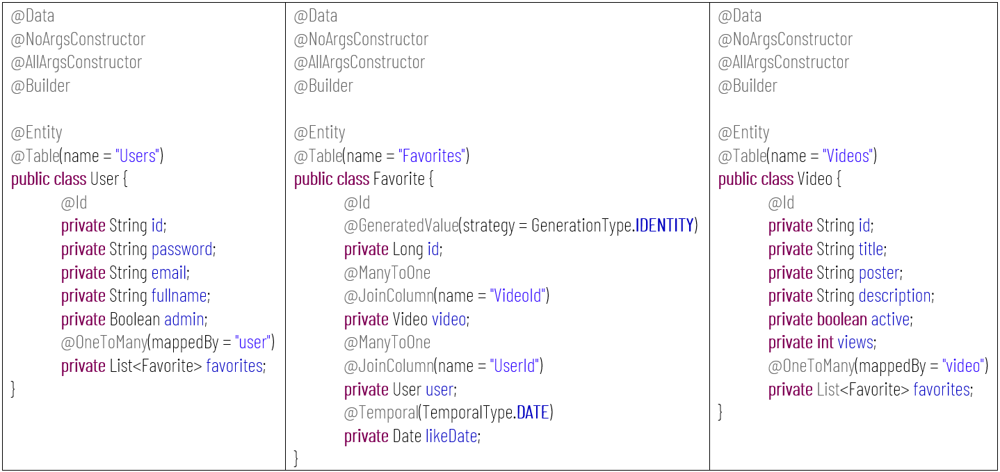 @Data
@NoArgsConstructor
@AllArgsConstructor
@Builder
@Entity
@Table(name = "Users")
public class User {
@Id
private String id;
private String password;
private String email;
private String fullname;
private Boolean admin;
@OneToMany(mappedBy = "user")
private List<Favorite> favorites;
}
@Data
@NoArgsConstructor
@AllArgsConstructor
@Builder
@Entity
@Table(name = "Favorites")
public class Favorite {
@Id
@GeneratedValue(strategy = GenerationType.IDENTITY)
private Long id;
@ManyToOne
@JoinColumn(name = "VideoId")
private Video video;
@ManyToOne
@JoinColumn(name = "UserId")
private User user;
@Temporal(TemporalType.DATE)
private Date likeDate;
}
@Data
@NoArgsConstructor
@AllArgsConstructor
@Builder
@Entity
@Table(name = "Videos")
public class Video {
@Id
private String id;
private String title;
private String poster;
private String description;
private boolean active;
private int views;
@OneToMany(mappedBy = "video")
private List<Favorite> favorites;
}